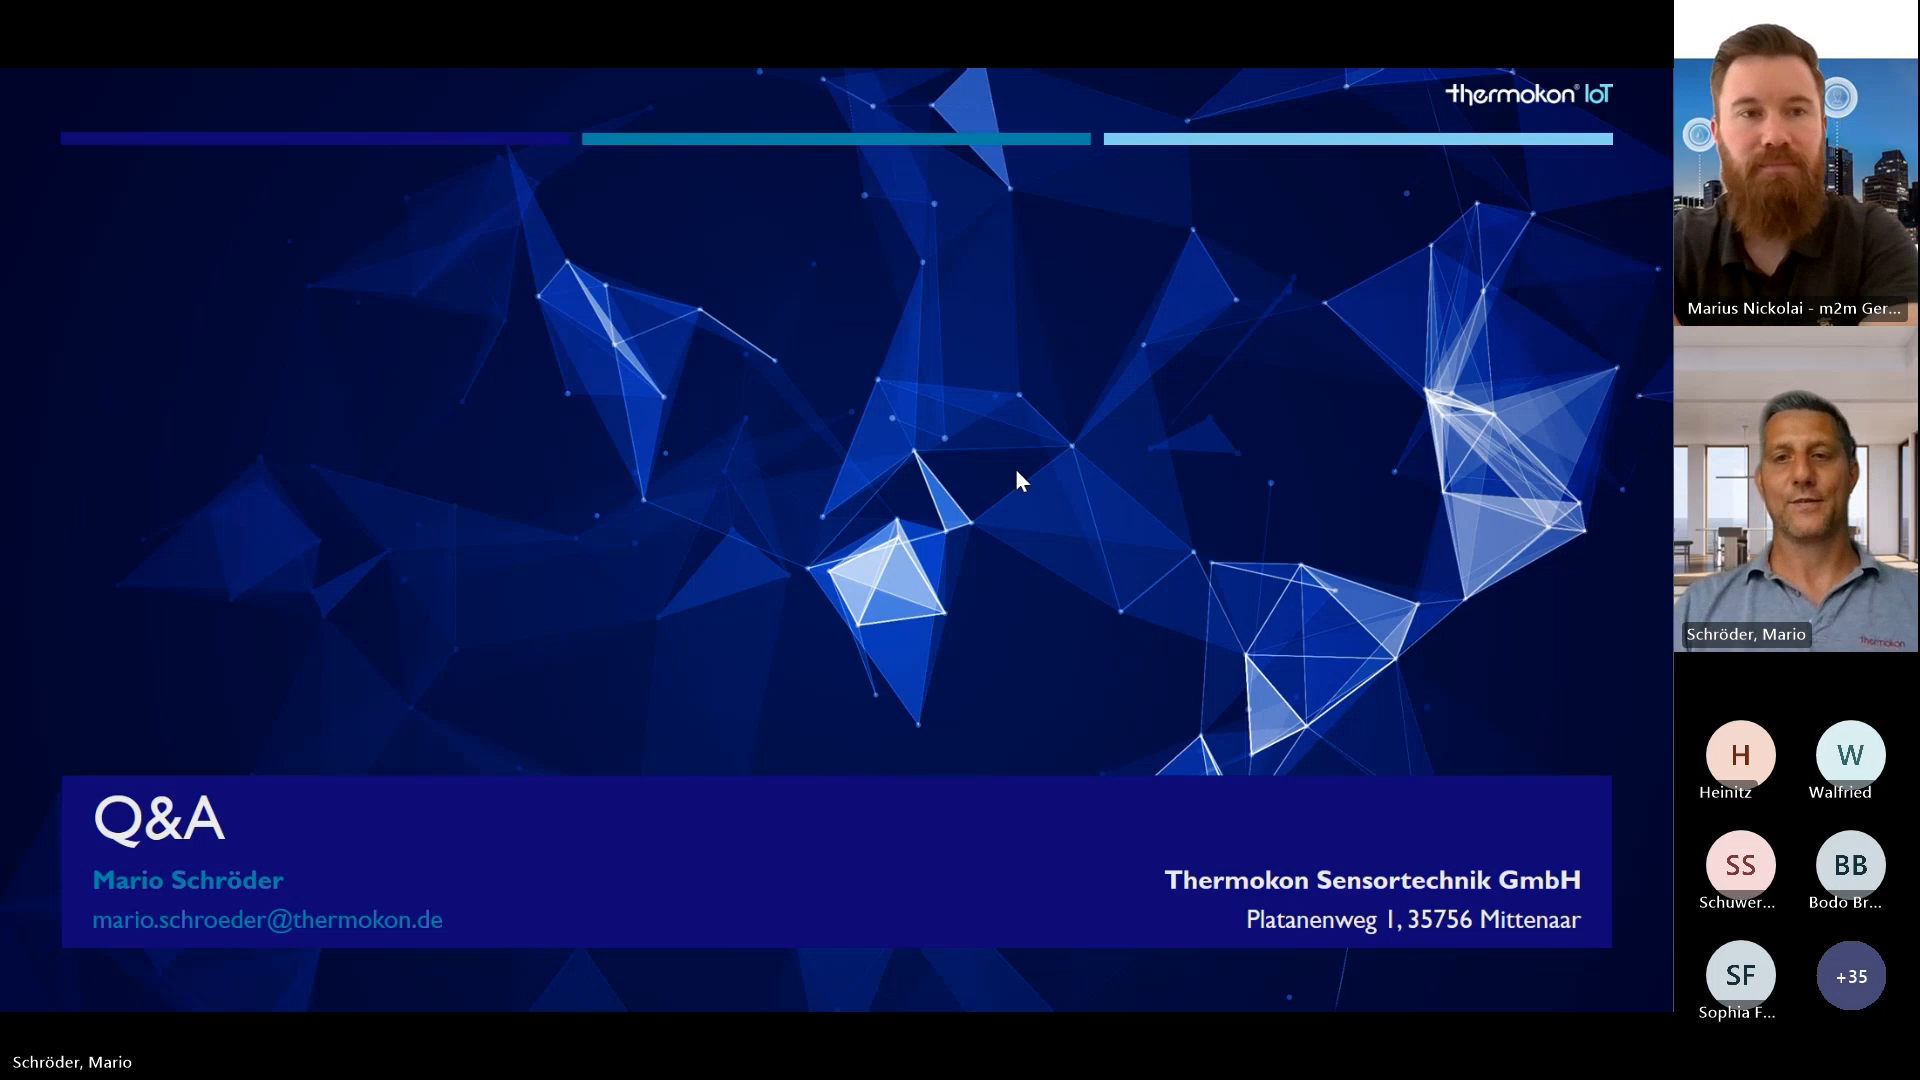 thermokon® IoT
Q&A
Mario Schröder
mario.schroeder@thermokon.de
Thermokon Sensortechnik GmbH
Platanenweg 1, 35756 Mittenaar
Marius Nickolai - m2m Ger...
thermokon
Schröder, Mario
H
Heinitz
W
Walfried
SS
Schuwer...
BB
Bodo Br...
SF
Sophia F...
+35
Schröder, Mario